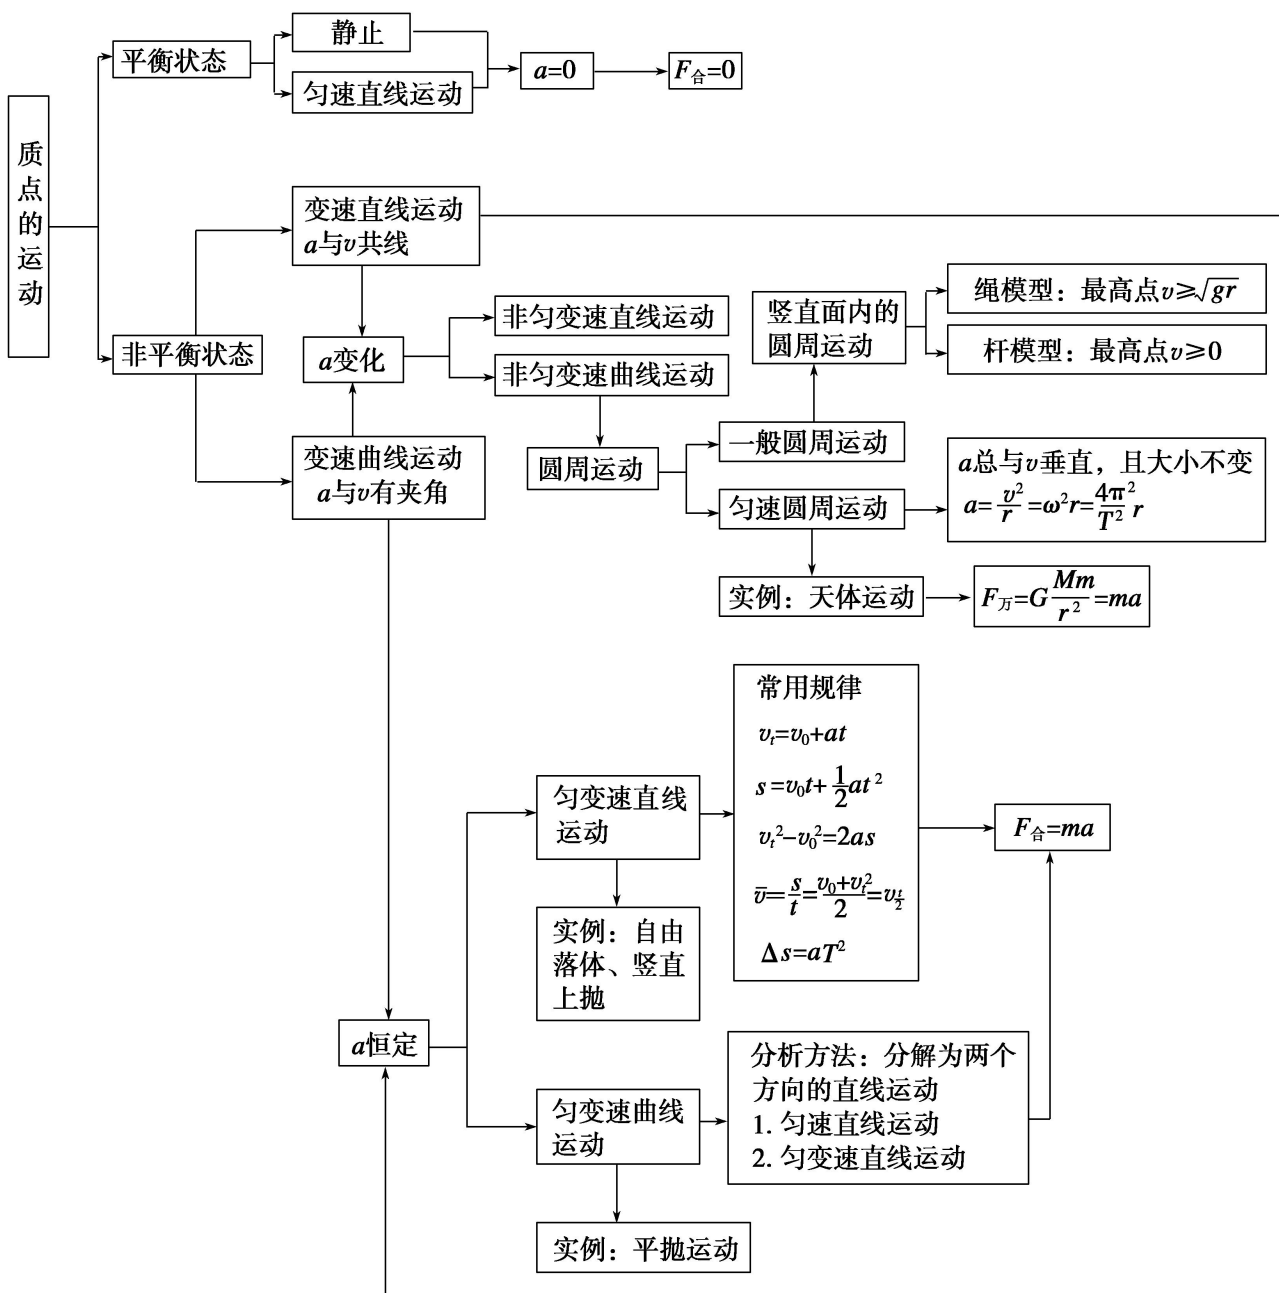 质点的运动
平衡状态
静止
匀速直线运动
a=0
F合=0
非平衡状态
变速直线运动
a与v共线
a变化
变速曲线运动
a与v有夹角
非匀变速直线运动
非匀变速曲线运动
圆周运动
竖直面内的
圆周运动
绳模型：最高点v≥√gr
杆模型：最高点v≥0
一般圆周运动
匀速圆周运动
a总与v垂直，且大小不变
a=v²/r=ω²r=4π²/T² r
实例：天体运动
F万=G Mm/r²=ma
a恒定
匀变速直线
运动
实例：自由
落体、竖直
上抛
常用规律
vₜ=v₀+at
s=v₀t+1/2at²
vₜ²-v₀²=2as
v̄=s/t=(v₀+vₜ²)/2=v_(t/2)
Δs=aT²
F合=ma
匀变速曲线
运动
分析方法：分解为两个
方向的直线运动
1. 匀速直线运动
2. 匀变速直线运动
实例：平抛运动